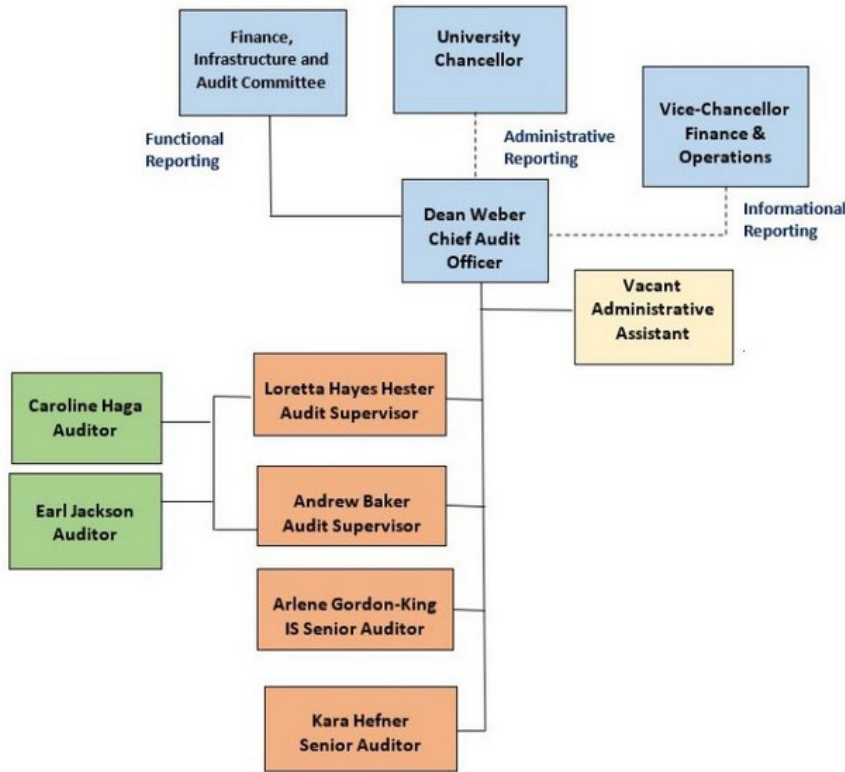 Finance,
Infrastructure and
Audit Committee
University
Chancellor
Vice-Chancellor
Finance &
Operations
Functional
Reporting
Administrative
Reporting
Informational
Reporting
Dean Weber
Chief Audit
Officer
Vacant
Administrative
Assistant
Caroline Haga
Auditor
Loretta Hayes Hester
Audit Supervisor
Earl Jackson
Auditor
Andrew Baker
Audit Supervisor
Arlene Gordon-King
IS Senior Auditor
Kara Hefner
Senior Auditor